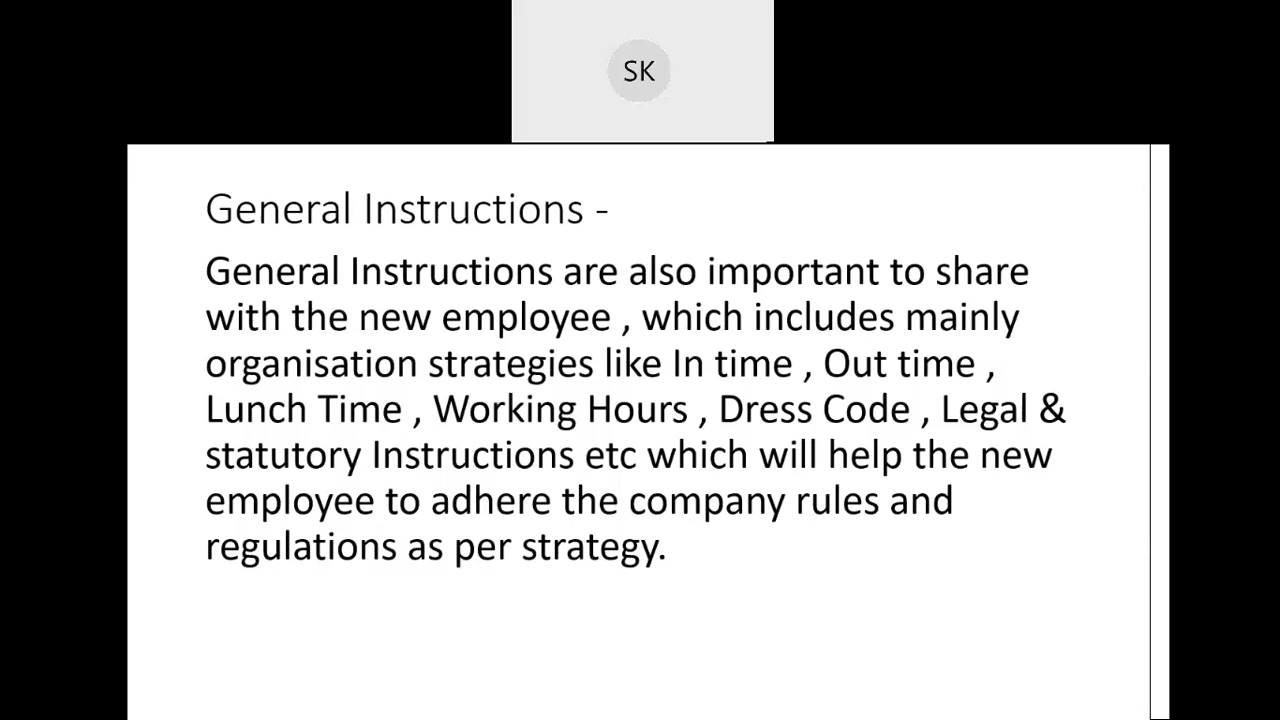 SK
General Instructions -
General Instructions are also important to share
with the new employee , which includes mainly
organisation strategies like In time , Out time ,
Lunch Time , Working Hours , Dress Code , Legal &
statutory Instructions etc which will help the new
employee to adhere the company rules and
regulations as per strategy.